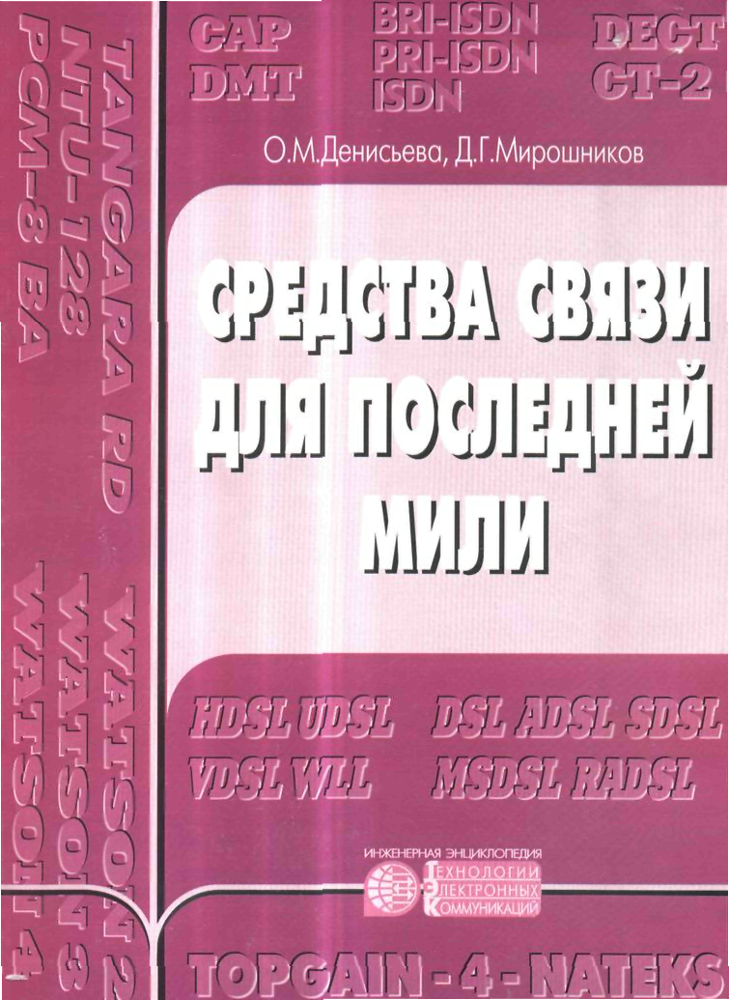 CAP
DMT
BRI-ISDN
PRI-ISDN
ISDN
DECT
CT-2
О.М.Денисьева, Д.Г.Мирошников
СРЕДСТВА СВЯЗИ
ДЛЯ ПОСЛЕДНЕЙ
МИЛИ
TANGARA RD
NTU-128
PCM-8 BA
WATSON 2
WATSON 3
WATSON 4
HDSL UDSL
VDSL WLL
DSL ADSL SDSL
MSDSL RADSL
ИНЖЕНЕРНАЯ ЭНЦИКЛОПЕДИЯ
ТЕХНОЛОГИИ
ЭЛЕКТРОННЫХ
КОММУНИКАЦИЙ
TOPGAIN - 4 - NATEKS